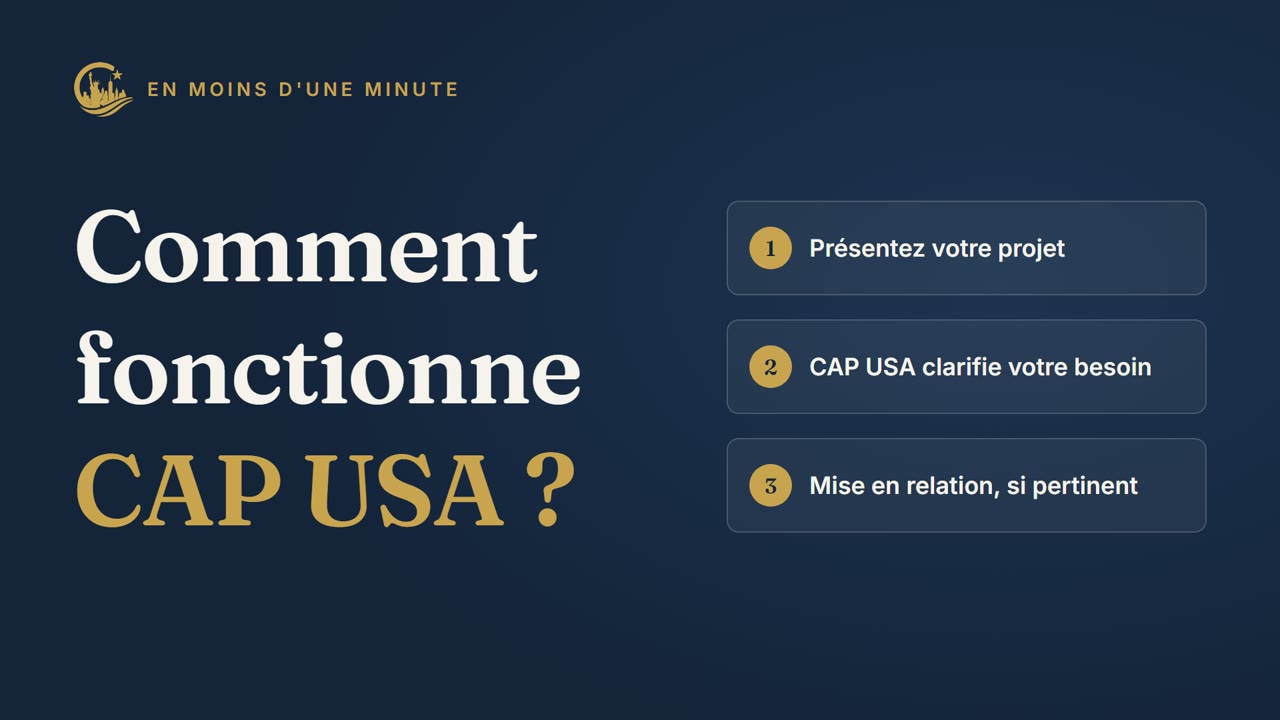 EN MOINS D'UNE MINUTE
Comment
fonctionne
CAP USA ?
1 Présentez votre projet
2 CAP USA clarifie votre besoin
3 Mise en relation, si pertinent